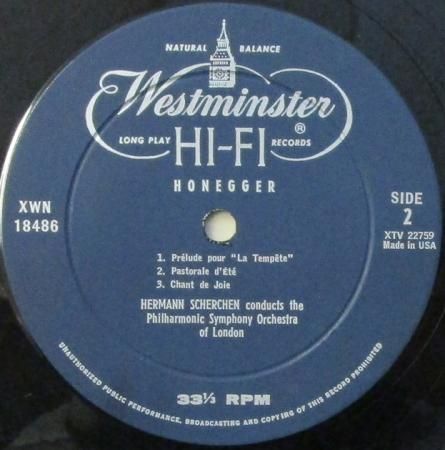 NATURAL BALANCE
Westminster
LONG PLAY HI-FI ® RECORDS
HONEGGER
XWN
18486
SIDE
2
XTV 22759
Made in USA
1. Prélude pour "La Tempête"
2. Pastorale d'Été
3. Chant de Joie
HERMANN SCHERCHEN conducts the
Philharmonic Symphony Orchestra
of London
33⅓ RPM
UNAUTHORIZED PUBLIC PERFORMANCE, BROADCASTING AND COPYING OF THIS RECORD PROHIBITED